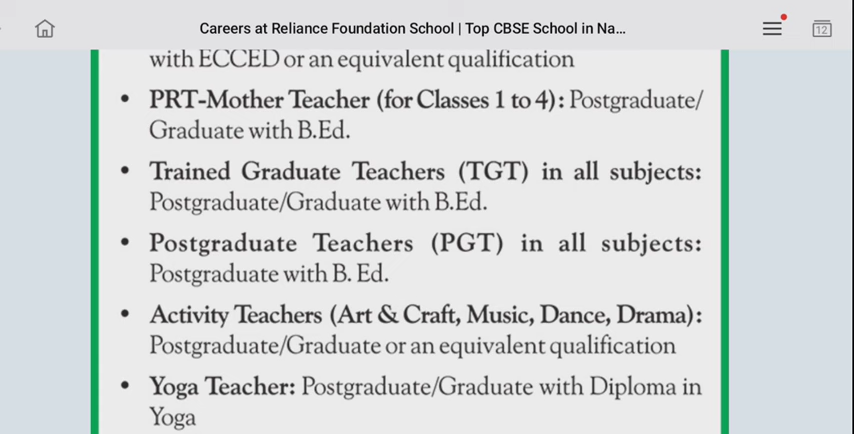 Careers at Reliance Foundation School | Top CBSE School in Na...
12
with ECCED or an equivalent qualification
• PRT-Mother Teacher (for Classes 1 to 4): Postgraduate/
Graduate with B.Ed.
• Trained Graduate Teachers (TGT) in all subjects:
Postgraduate/Graduate with B.Ed.
• Postgraduate Teachers (PGT) in all subjects:
Postgraduate with B. Ed.
• Activity Teachers (Art & Craft, Music, Dance, Drama):
Postgraduate/Graduate or an equivalent qualification
• Yoga Teacher: Postgraduate/Graduate with Diploma in
Yoga